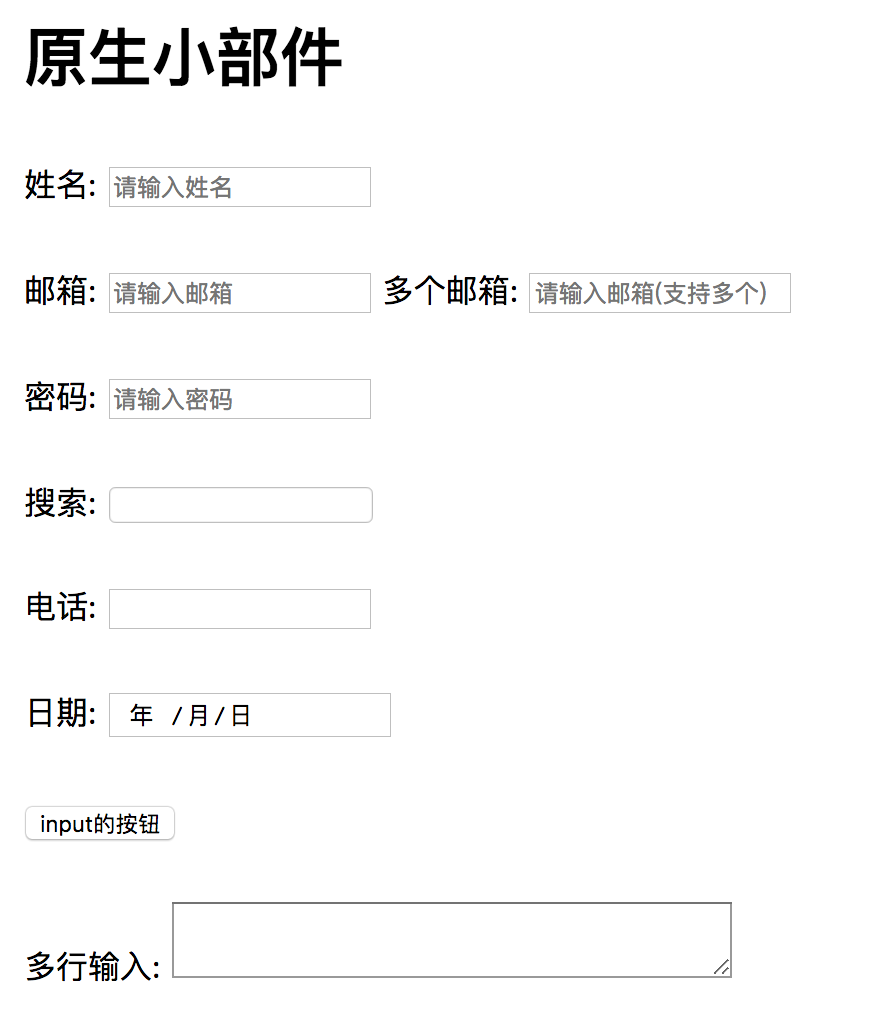 原生小部件
姓名: 请输入姓名
邮箱: 请输入邮箱 多个邮箱: 请输入邮箱(支持多个)
密码: 请输入密码
搜索:
电话:
日期: 年 /月/日
input的按钮
多行输入: